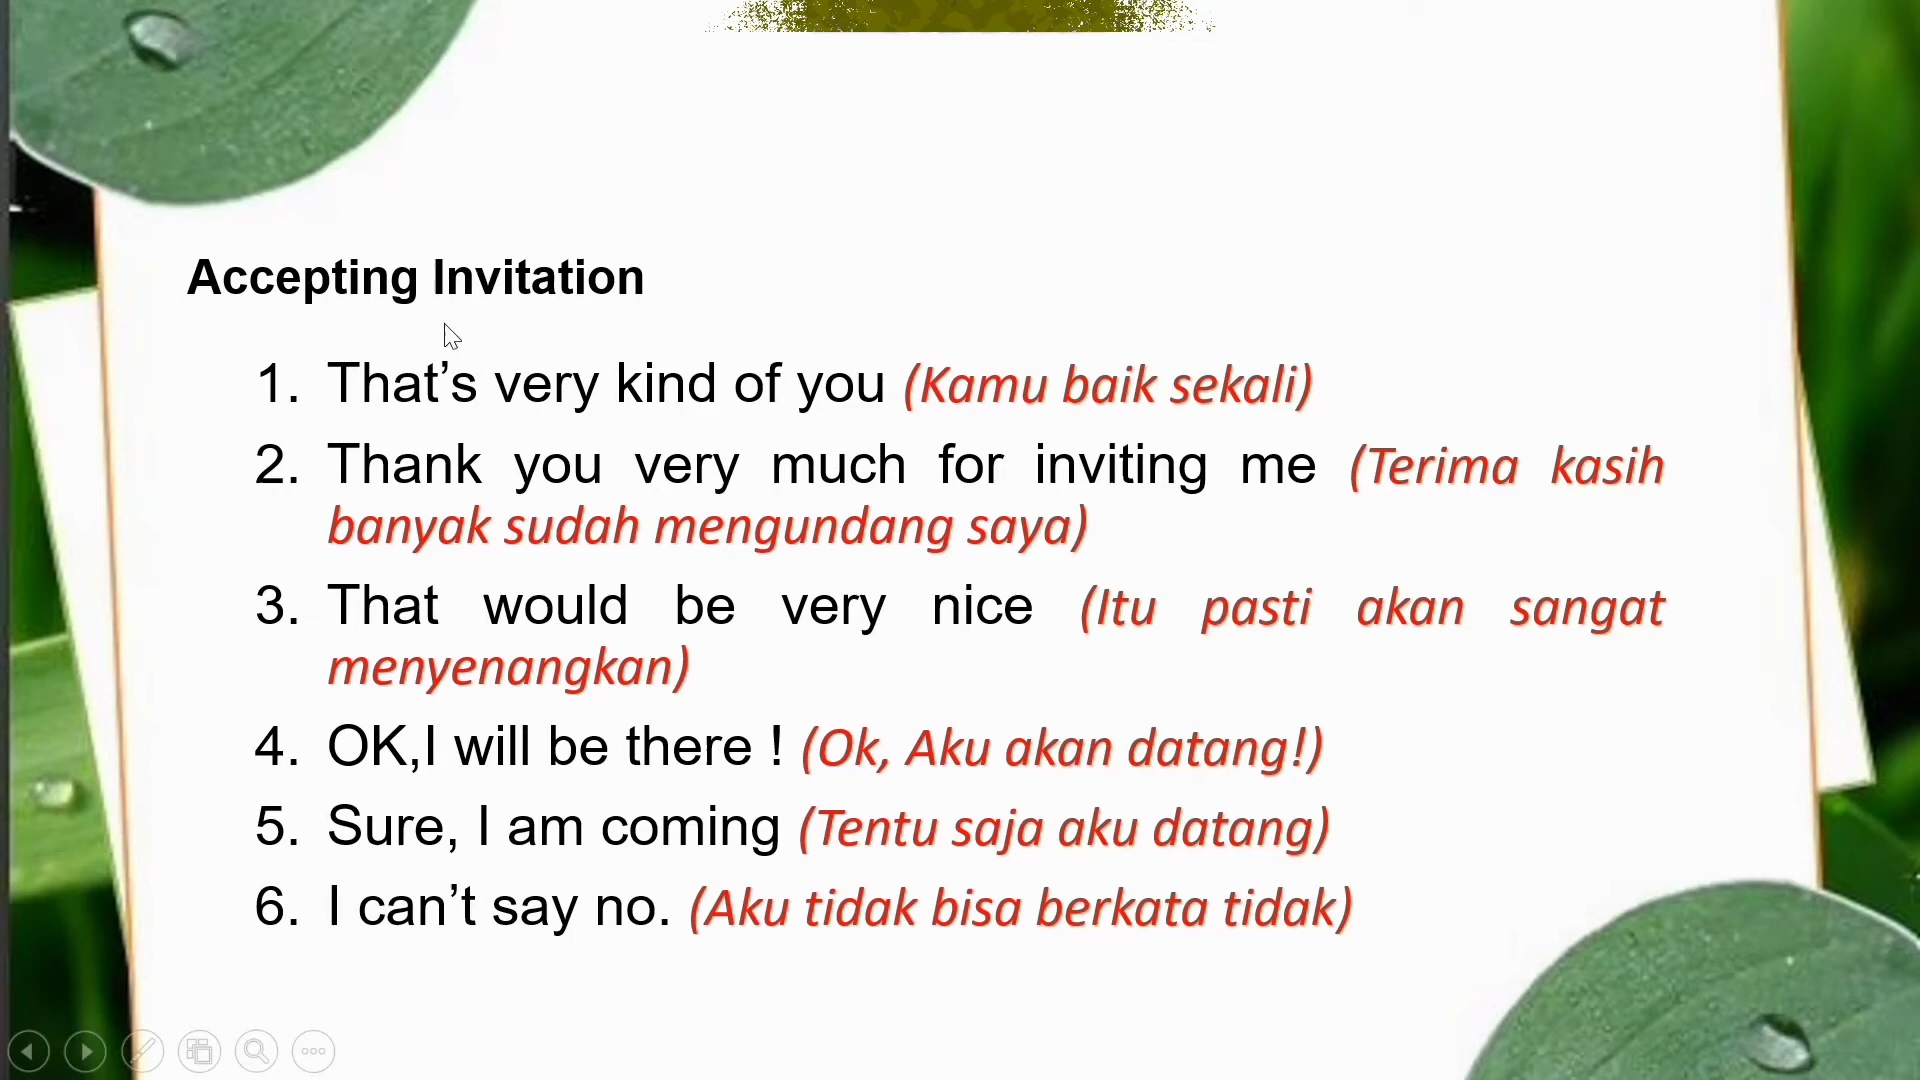 Accepting Invitation
1. That’s very kind of you (Kamu baik sekali)
2. Thank you very much for inviting me (Terima kasih
banyak sudah mengundang saya)
3. That would be very nice (Itu pasti akan sangat
menyenangkan)
4. OK,I will be there ! (Ok, Aku akan datang!)
5. Sure, I am coming (Tentu saja aku datang)
6. I can’t say no. (Aku tidak bisa berkata tidak)